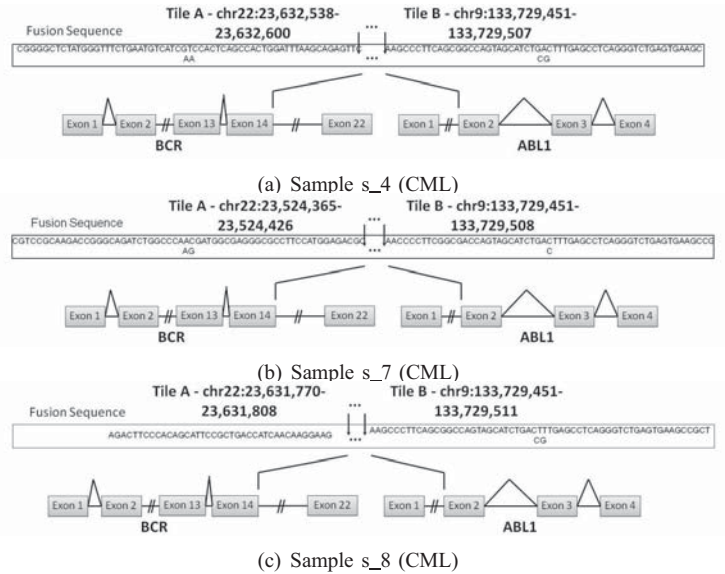 Tile A - chr22:23,632,538-
23,632,600
...
Tile B - chr9:133,729,451-
133,729,507
Fusion Sequence
CGGGGCTCTATGGGTTTCTGAATGTCATCGTCCACTCAGCCACTGGATTTAAGCAGAGTTC ... AAGCCCTTCAGCGGCCAGTAGCATCTGACTTTGAGCCTCAGGGTCTGAGTGAAGCC
AA
CG
Exon 1 Exon 2 Exon 13 Exon 14 Exon 22 Exon 1 Exon 2 Exon 3 Exon 4
BCR
ABL1
(a) Sample s_4 (CML)
Tile A - chr22:23,524,365-
23,524,426
...
Tile B - chr9:133,729,451-
133,729,508
Fusion Sequence
CGTCCGCAAGACCGGGCAGATCTGGCCCAACGATGGCGAGGGCGCCTTCCATGGAGACGC ... AACCCCTTCGGCGACCAGTAGCATCTGACTTTGAGCCTCAGGGTCTGAGTGAAGCCG
AG
C
Exon 1 Exon 2 Exon 13 Exon 14 Exon 22 Exon 1 Exon 2 Exon 3 Exon 4
BCR
ABL1
(b) Sample s_7 (CML)
Tile A - chr22:23,631,770-
23,631,808
...
Tile B - chr9:133,729,451-
133,729,511
Fusion Sequence
AGACTTCCCACAGCATTCCGCTGACCATCAACAAGGAAG ... AAGCCCTTCAGCGGCCAGTAGCATCTGACTTTGAGCCTCAGGGTCTGAGTGAAGCCGCT
CG
Exon 1 Exon 2 Exon 13 Exon 14 Exon 22 Exon 1 Exon 2 Exon 3 Exon 4
BCR
ABL1
(c) Sample s_8 (CML)